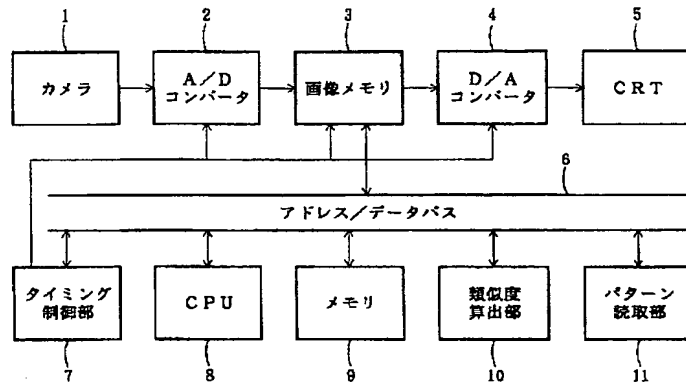 1
2
3
4
5
カメラ
A/D
コンバータ
画像メモリ
D/A
コンバータ
CRT
6
アドレス/データバス
タイミング
制御部
CPU
メモリ
類似度
算出部
パターン
読取部
7
8
9
10
11